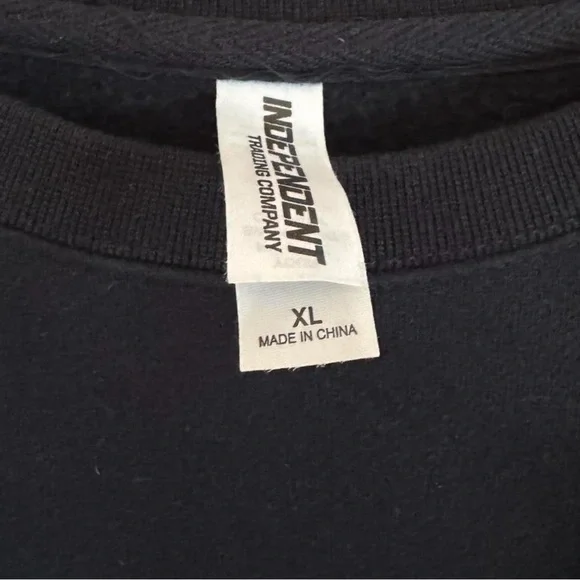 INDEPENDENT
TRADING COMPANY
XL
MADE IN CHINA